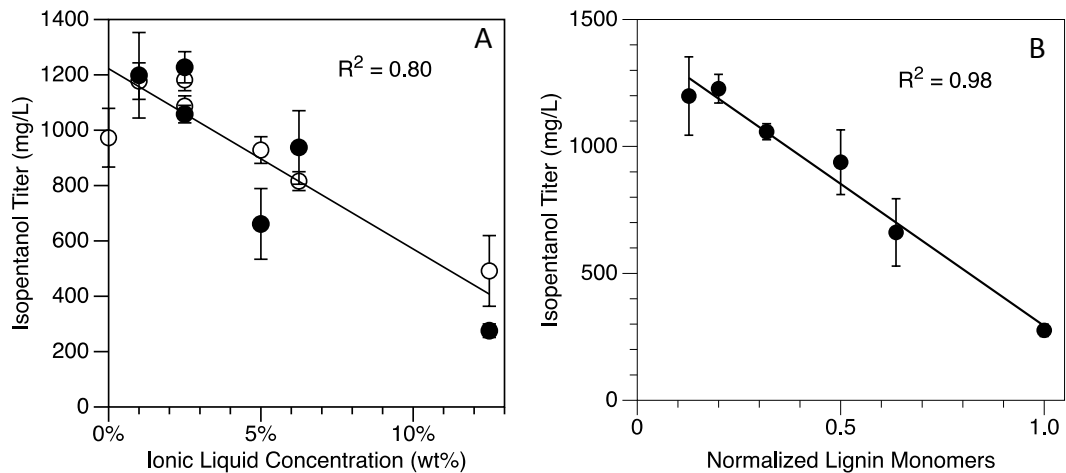 A
R² = 0.80
1400
1200
1000
800
600
400
200
0
0% 5% 10%
Isopentanol Titer (mg/L)
Ionic Liquid Concentration (wt%)
B
R² = 0.98
1500
1000
500
0
0 0.5 1.0
Isopentanol Titer (mg/L)
Normalized Lignin Monomers